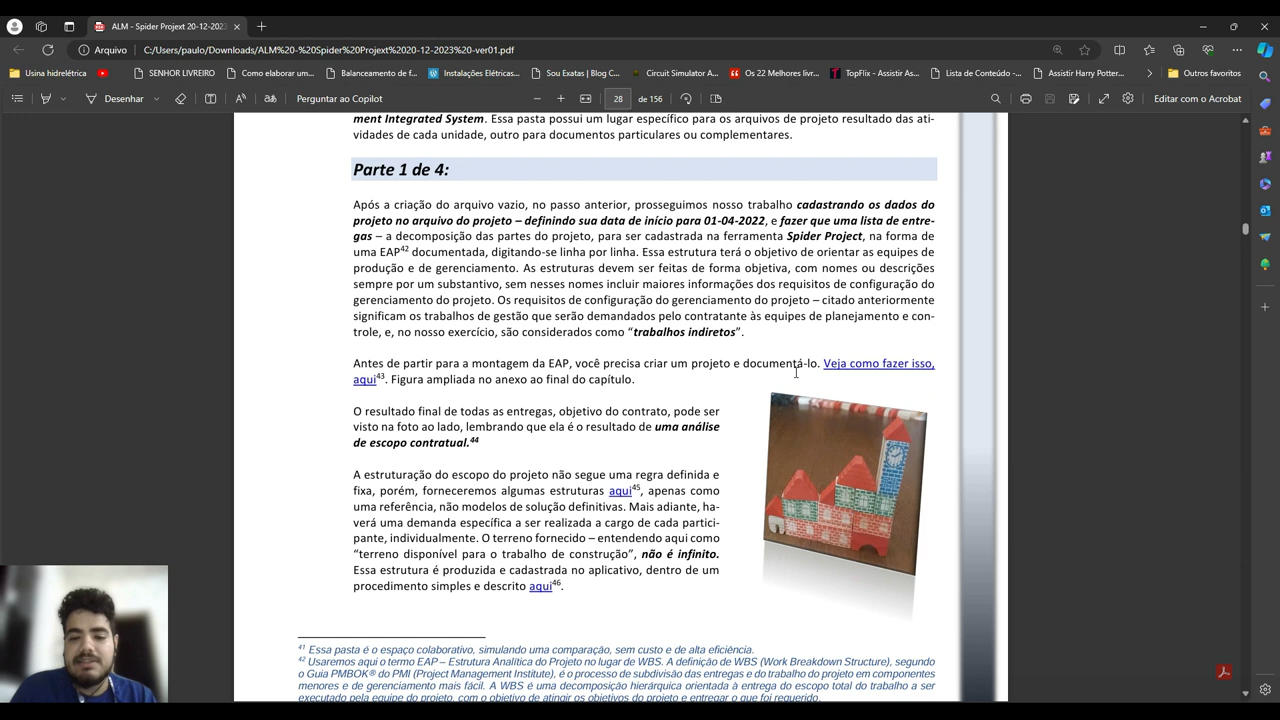 ALM - Spider Projext 20-12-2023
Arquivo C:/Users/paulo/Downloads/ALM%20-%20Spider%20Projext%2020-12-2023%20-ver01.pdf
Usina hidrelétrica
SENHOR LIVREIRO
Como elaborar um...
Balanceamento de f...
Instalações Elétricas...
Sou Exatas | Blog C...
Circuit Simulator A...
Os 22 Melhores livr...
TopFlix - Assistir As...
Lista de Conteúdo -...
Assistir Harry Potter...
Outros favoritos
Desenhar
Perguntar ao Copilot
28 de 156
Editar com o Acrobat
ment Integrated System. Essa pasta possui um lugar específico para os arquivos de projeto resultado das ati-
vidades de cada unidade, outro para documentos particulares ou complementares.
Parte 1 de 4:
Após a criação do arquivo vazio, no passo anterior, prosseguimos nosso trabalho cadastrando os dados do
projeto no arquivo do projeto – definindo sua data de início para 01-04-2022, e fazer que uma lista de entre-
gas – a decomposição das partes do projeto, para ser cadastrada na ferramenta Spider Project, na forma de
uma EAP42 documentada, digitando-se linha por linha. Essa estrutura terá o objetivo de orientar as equipes de
produção e de gerenciamento. As estruturas devem ser feitas de forma objetiva, com nomes ou descrições
sempre por um substantivo, sem nesses nomes incluir maiores informações dos requisitos de configuração do
gerenciamento do projeto. Os requisitos de configuração do gerenciamento do projeto – citado anteriormente
significam os trabalhos de gestão que serão demandados pelo contratante às equipes de planejamento e con-
trole, e, no nosso exercício, são considerados como “trabalhos indiretos”.
Antes de partir para a montagem da EAP, você precisa criar um projeto e documentá-lo. Veja como fazer isso,
aqui43. Figura ampliada no anexo ao final do capítulo.
O resultado final de todas as entregas, objetivo do contrato, pode ser
visto na foto ao lado, lembrando que ela é o resultado de uma análise
de escopo contratual.44
A estruturação do escopo do projeto não segue uma regra definida e
fixa, porém, forneceremos algumas estruturas aqui45, apenas como
uma referência, não modelos de solução definitivas. Mais adiante, ha-
verá uma demanda específica a ser realizada a cargo de cada partici-
pante, individualmente. O terreno fornecido – entendendo aqui como
“terreno disponível para o trabalho de construção”, não é infinito.
Essa estrutura é produzida e cadastrada no aplicativo, dentro de um
procedimento simples e descrito aqui46.
41 Essa pasta é o espaço colaborativo, simulando uma comparação, sem custo e de alta eficiência.
42 Usaremos aqui o termo EAP – Estrutura Analítica do Projeto no lugar de WBS. A definição de WBS (Work Breakdown Structure), segundo
o Guia PMBOK® do PMI (Project Management Institute), é o processo de subdivisão das entregas e do trabalho do projeto em componentes
menores e de gerenciamento mais fácil. A WBS é uma decomposição hierárquica orientada à entrega do escopo total do trabalho a ser
executado pela equipe do projeto, com o objetivo de atingir os objetivos do projeto e entregar o que foi requerido.